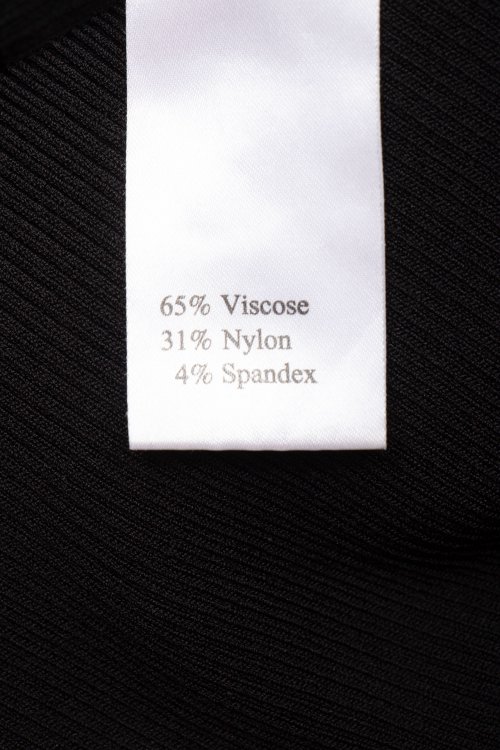 65% Viscose
31% Nylon
4% Spandex